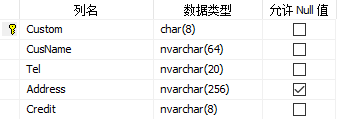 列名 数据类型 允许 Null 值
Custom char(8)
CusName nvarchar(64)
Tel nvarchar(20)
Address nvarchar(256)
Credit nvarchar(8)